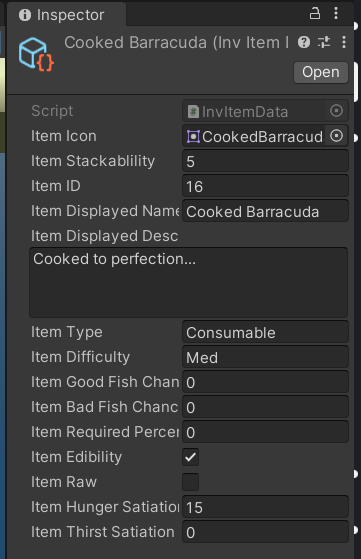 Inspector
Cooked Barracuda (Inv Item I
Open
Script InvItemData
Item Icon CookedBarracud
Item Stackablility 5
Item ID 16
Item Displayed Name Cooked Barracuda
Item Displayed Desc
Cooked to perfection...
Item Type Consumable
Item Difficulty Med
Item Good Fish Chan 0
Item Bad Fish Chanc 0
Item Required Percer 0
Item Edibility
Item Raw
Item Hunger Satiation 15
Item Thirst Satiation 0